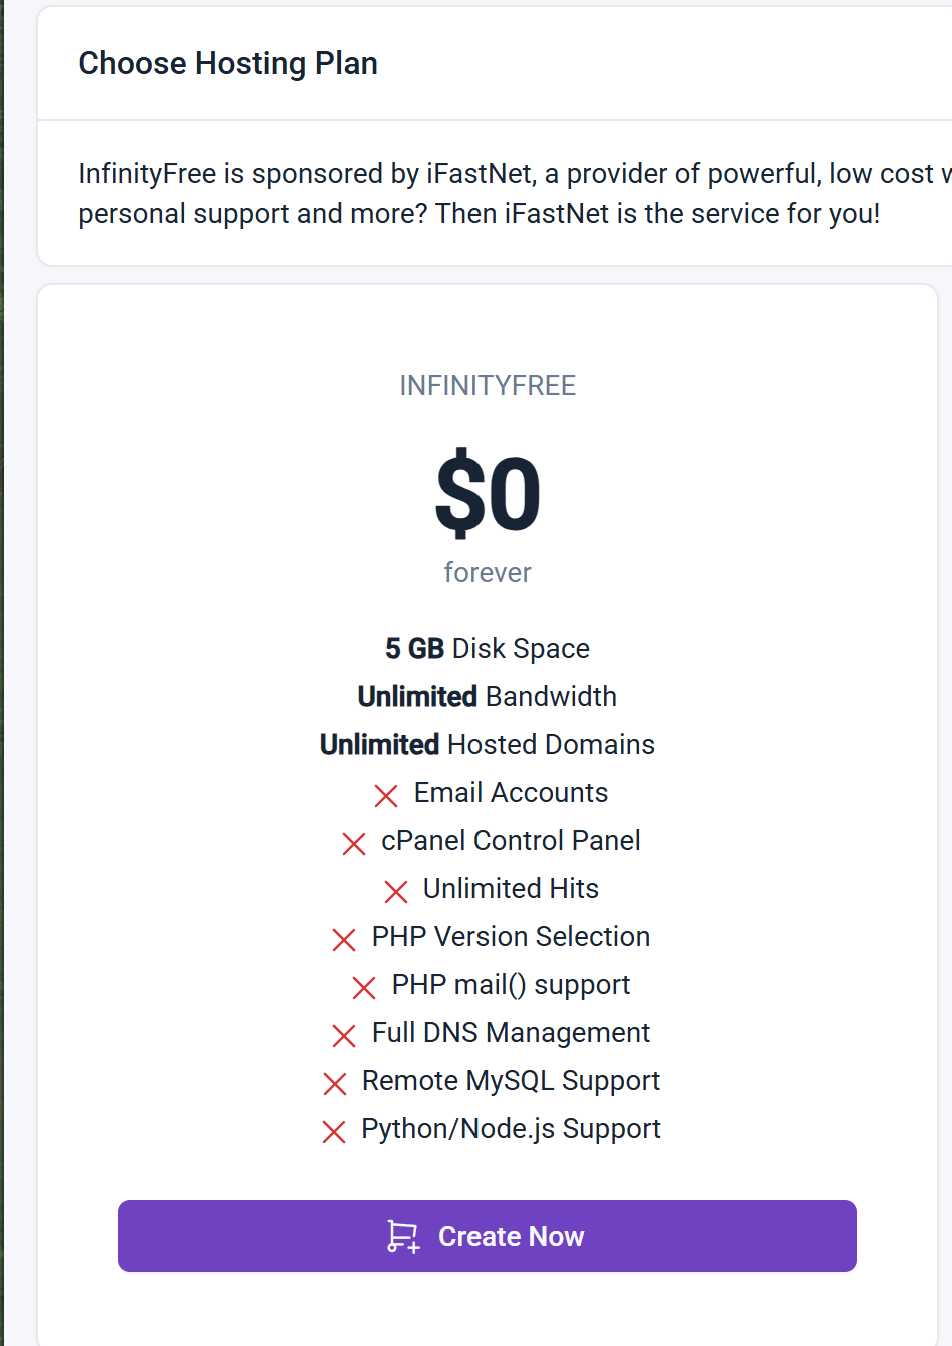 Choose Hosting Plan
InfinityFree is sponsored by iFastNet, a provider of powerful, low cost
personal support and more? Then iFastNet is the service for you!
INFINITYFREE
$0
forever
5 GB Disk Space
Unlimited Bandwidth
Unlimited Hosted Domains
Email Accounts
cPanel Control Panel
Unlimited Hits
PHP Version Selection
PHP mail() support
Full DNS Management
Remote MySQL Support
Python/Node.js Support
Create Now